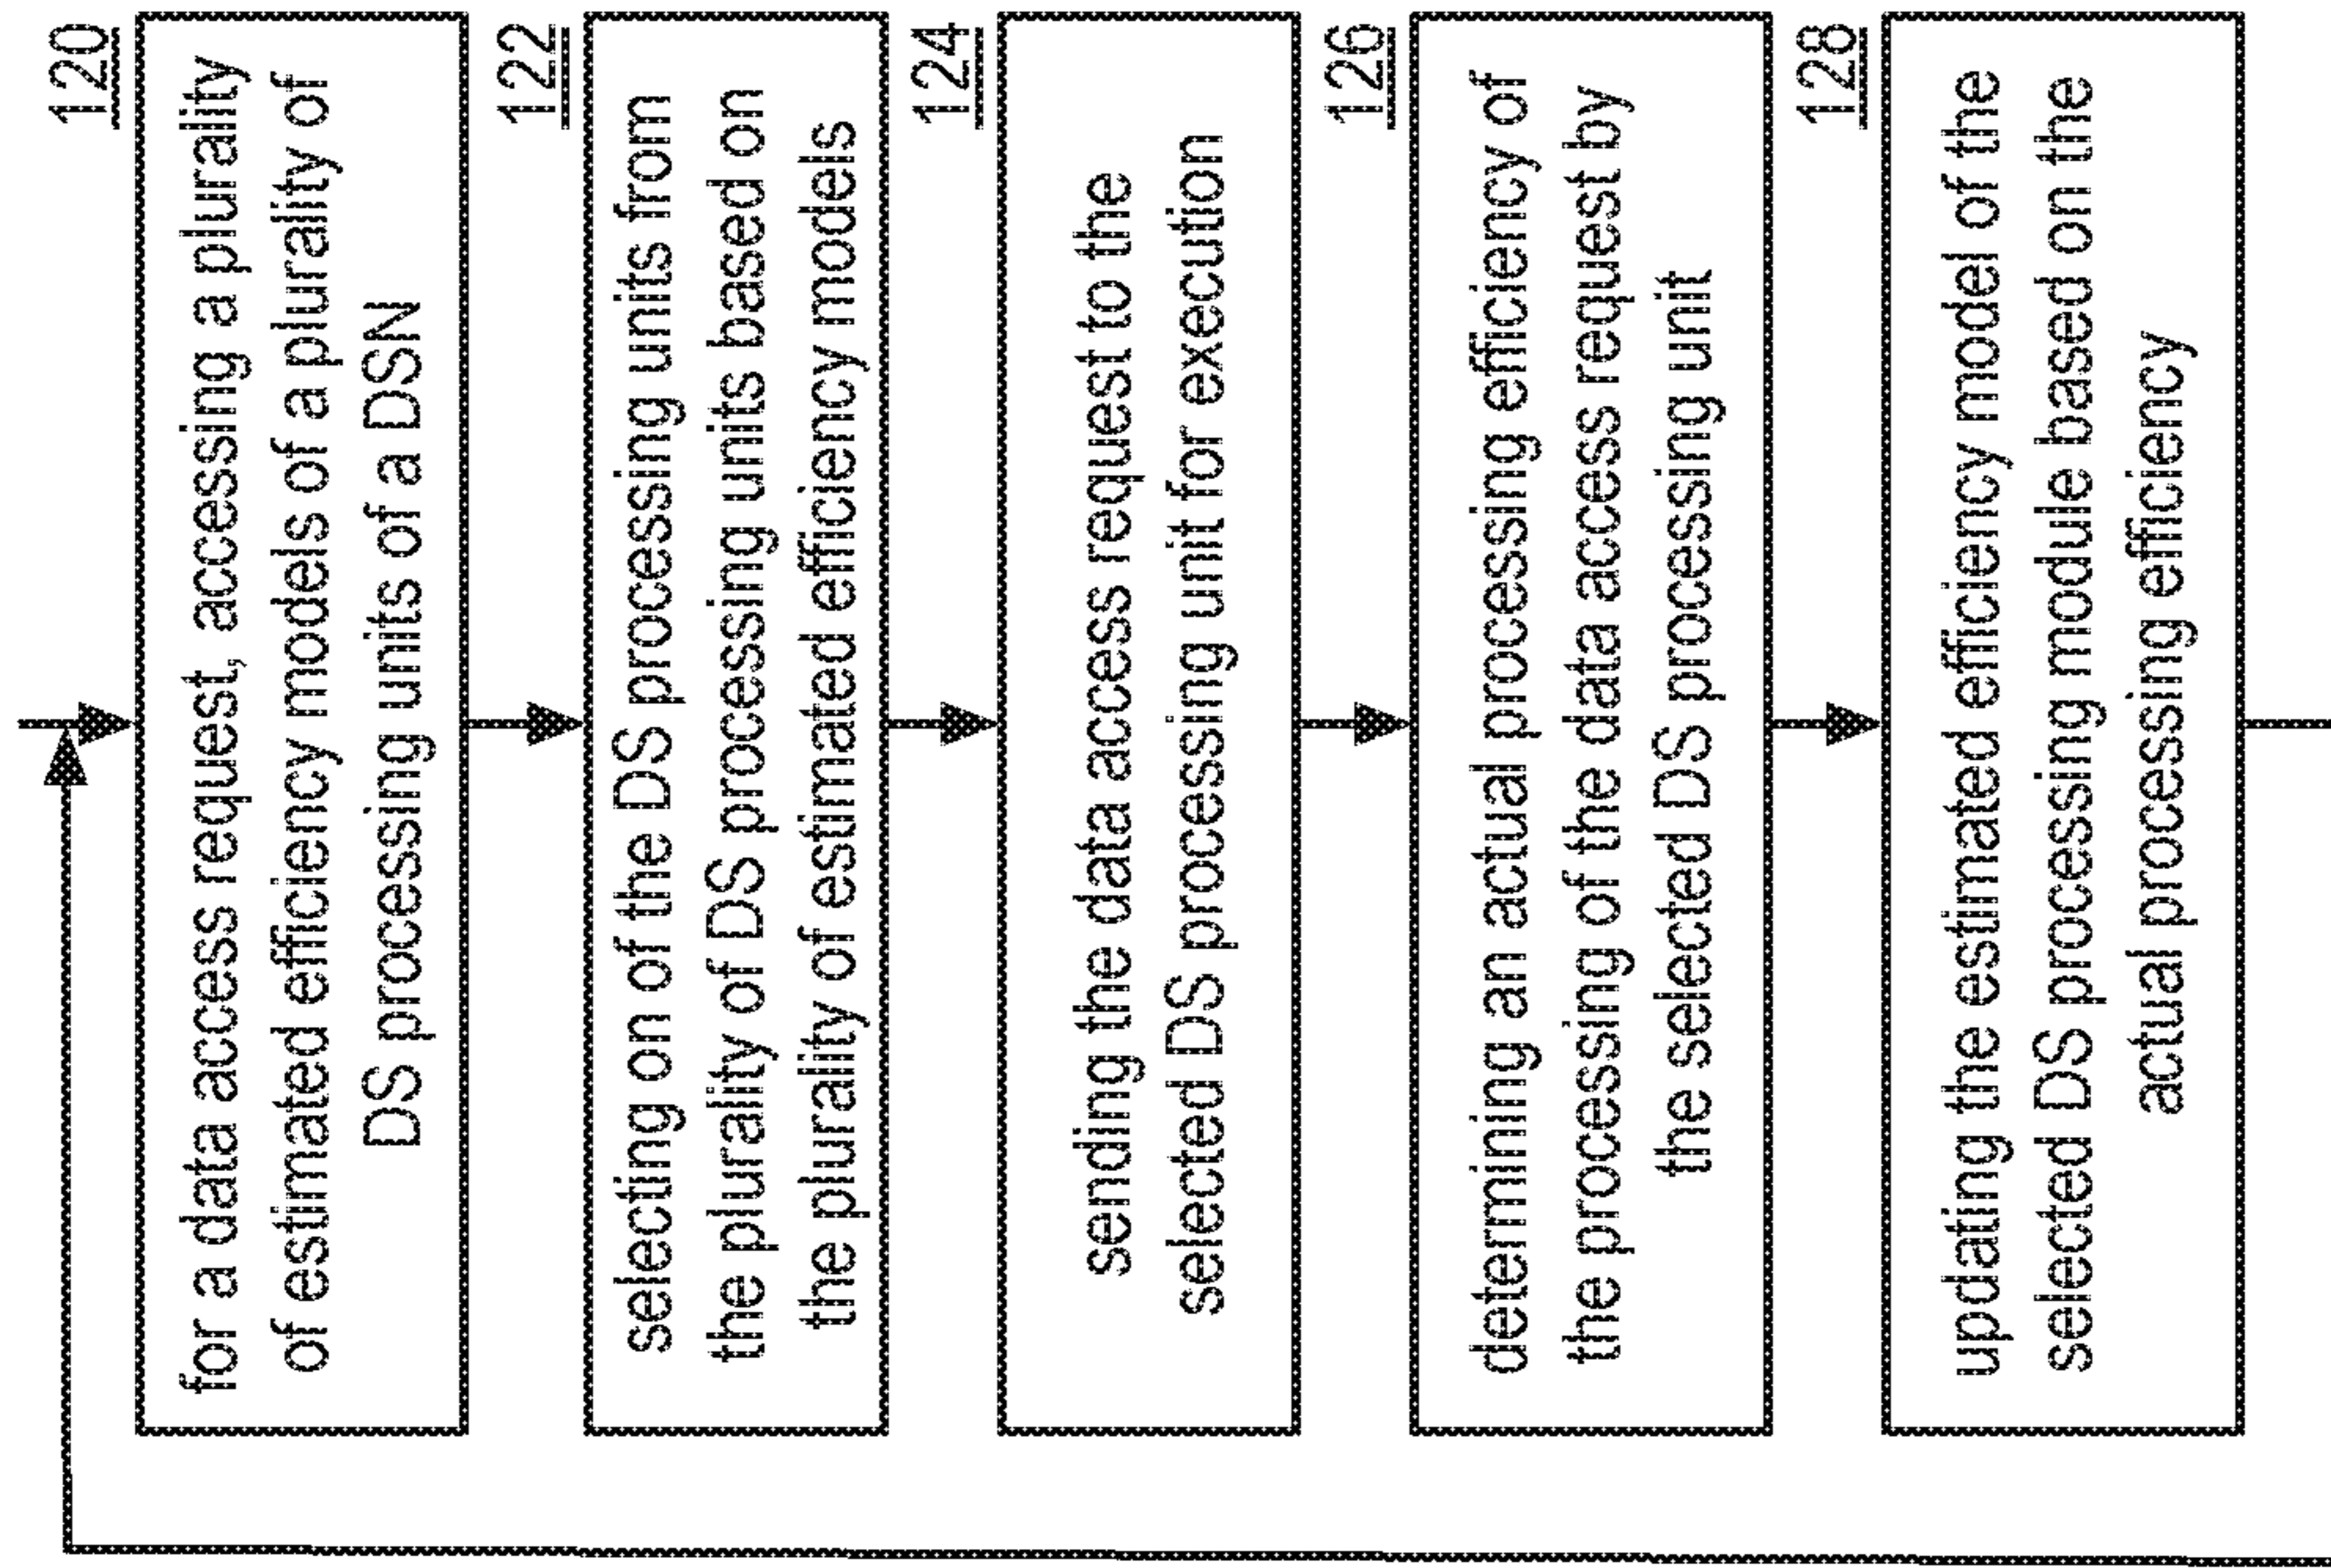 120
for a data access request, accessing a plurality
of estimated efficiency models of a plurality of
DS processing units of a DSN
122
selecting on of the DS processing units from
the plurality of DS processing units based on
the plurality of estimated efficiency models
124
sending the data access request to the
selected DS processing unit for execution
126
determining an actual processing efficiency of
the processing of the data access request by
the selected DS processing unit
128
updating the estimated efficiency model of the
selected DS processing module based on the
actual processing efficiency